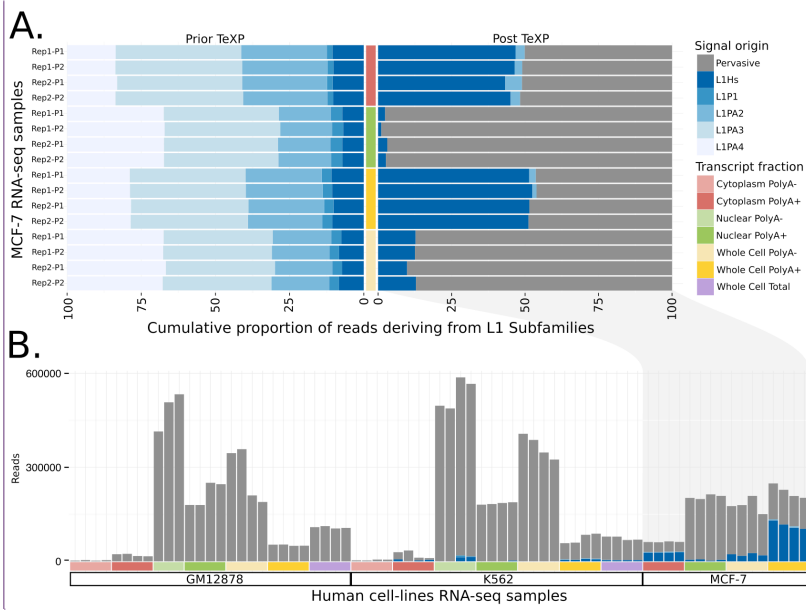 A.
Prior TeXP
Post TeXP
MCF-7 RNA-seq samples
Rep1-P1
Rep1-P2
Rep2-P1
Rep2-P2
Rep1-P1
Rep1-P2
Rep2-P1
Rep2-P2
Rep1-P1
Rep1-P2
Rep2-P1
Rep2-P2
Rep1-P1
Rep1-P2
Rep2-P1
Rep2-P2
100 75 50 25 0 0 25 50 75 100
Cumulative proportion of reads deriving from L1 Subfamilies
Signal origin
Pervasive
L1Hs
L1P1
L1PA2
L1PA3
L1PA4
Transcript fraction
Cytoplasm PolyA-
Cytoplasm PolyA+
Nuclear PolyA-
Nuclear PolyA+
Whole Cell PolyA-
Whole Cell PolyA+
Whole Cell Total
B.
Reads
600000
300000
0
GM12878 K562 MCF-7
Human cell-lines RNA-seq samples